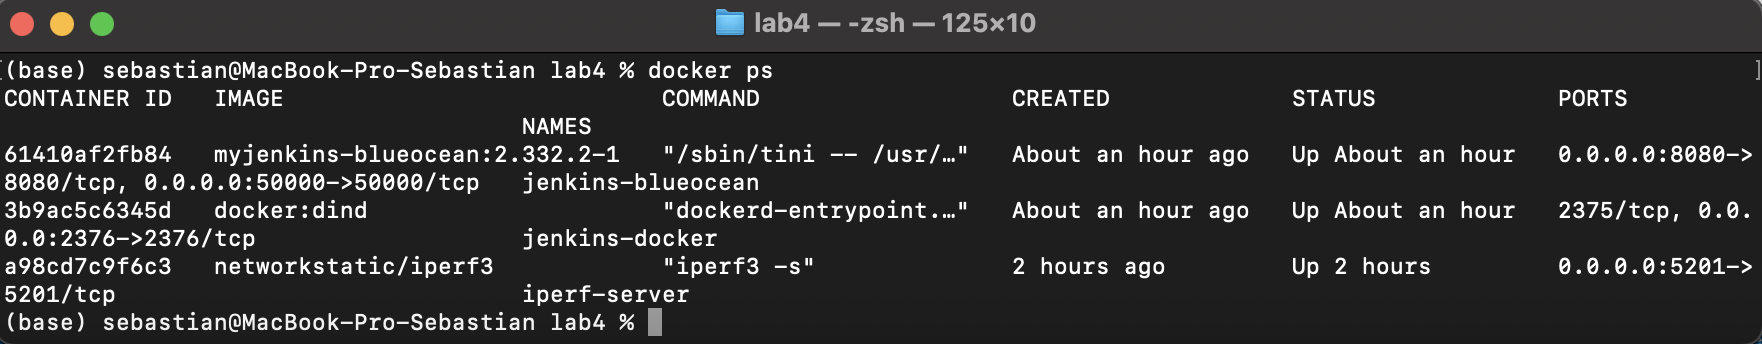 lab4 — -zsh — 125×10
(base) sebastian@MacBook-Pro-Sebastian lab4 % docker ps
CONTAINER ID   IMAGE                           COMMAND                  CREATED             STATUS             PORTS
                                     NAMES
61410af2fb84   myjenkins-blueocean:2.332.2-1   "/sbin/tini -- /usr/…"   About an hour ago   Up About an hour   0.0.0.0:8080->
8080/tcp, 0.0.0.0:50000->50000/tcp   jenkins-blueocean
3b9ac5c6345d   docker:dind                     "dockerd-entrypoint.…"   About an hour ago   Up About an hour   2375/tcp, 0.0.
0.0:2376->2376/tcp                   jenkins-docker
a98cd7c9f6c3   networkstatic/iperf3            "iperf3 -s"              2 hours ago         Up 2 hours         0.0.0.0:5201->
5201/tcp                             iperf-server
(base) sebastian@MacBook-Pro-Sebastian lab4 %